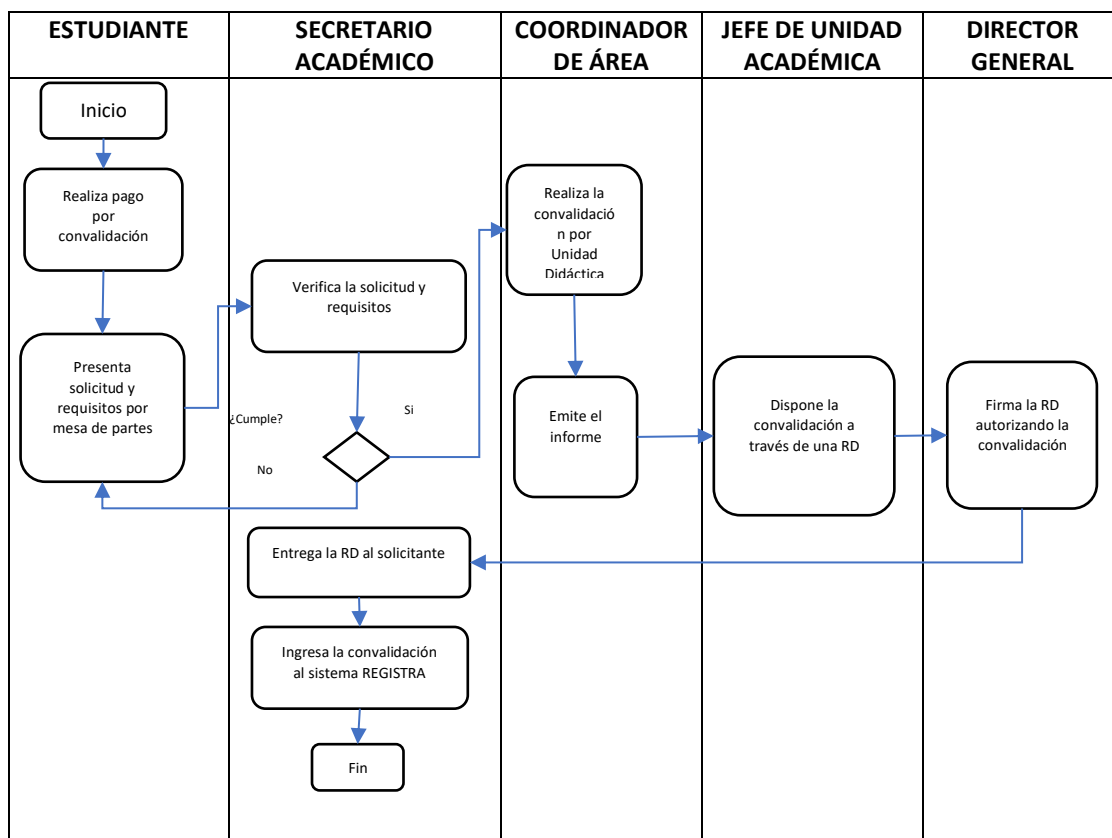 ESTUDIANTE
SECRETARIO
ACADÉMICO
COORDINADOR
DE ÁREA
JEFE DE UNIDAD
ACADÉMICA
DIRECTOR
GENERAL
Inicio
Realiza pago
por
convalidación
Presenta
solicitud y
requisitos por
mesa de partes
Verifica la solicitud y
requisitos
¿Cumple?
Si
No
Realiza la
convalidació
n por
Unidad
Didáctica
Emite el
informe
Dispone la
convalidación a
través de una RD
Firma la RD
autorizando la
convalidación
Entrega la RD al solicitante
Ingresa la convalidación
al sistema REGISTRA
Fin